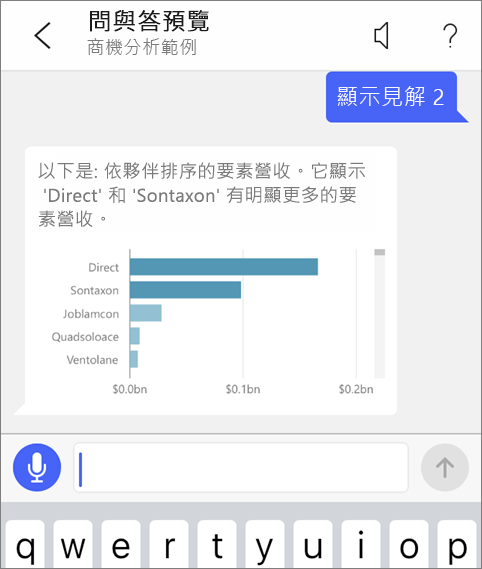 問與答預覽
商機分析範例
?
顯示見解 2
以下是: 依夥伴排序的要素營收。它顯示
'Direct' 和 'Sontaxon' 有明顯更多的要
素營收。
Direct
Sontaxon
Joblamcon
Quadsoloace
Ventolane
$0.0bn $0.1bn $0.2bn
q w e r t y u i o p